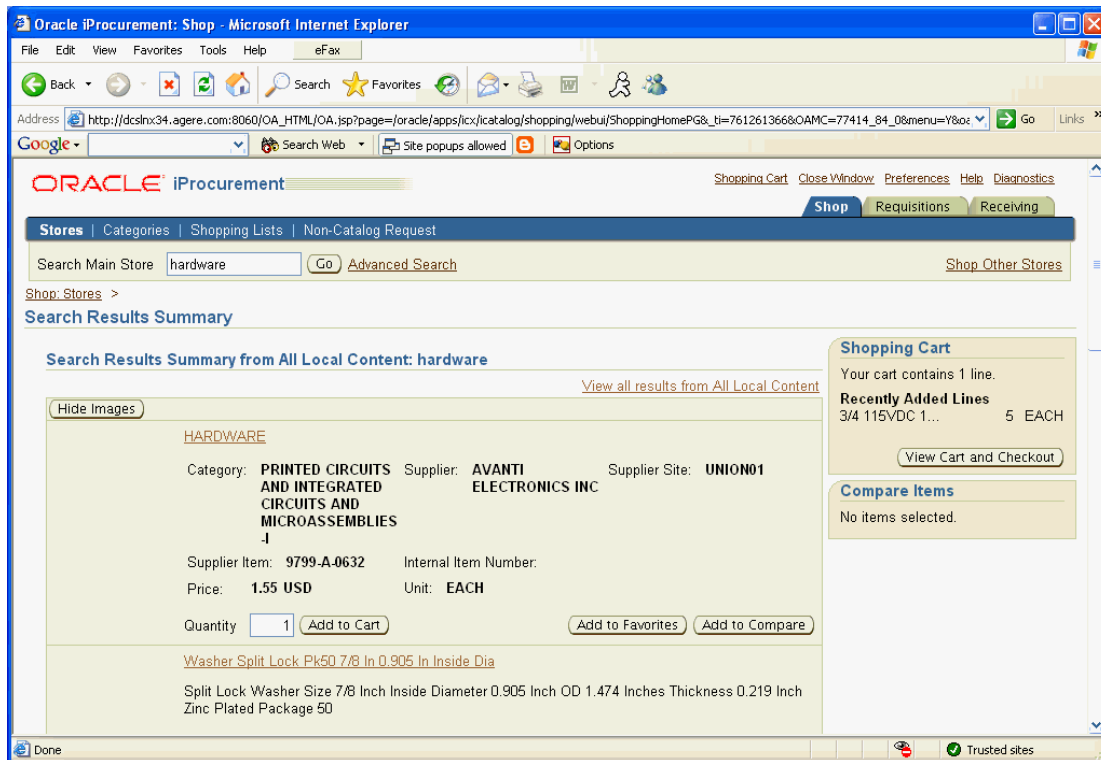 Oracle iProcurement: Shop - Microsoft Internet Explorer
File Edit View Favorites Tools Help eFax
Back Search Favorites
Address http://dcslnx34.agere.com:8060/OA_HTML/OA.jsp?page=/oracle/apps/icx/icatalog/shopping/webui/ShoppingHomePG&_ti=761261366&OAMC=77414_84_0&menu=Y&oa Go Links »
Google Search Web Site popups allowed Options
ORACLE iProcurement
Shopping Cart Close Window Preferences Help Diagnostics
Shop Requisitions Receiving
Stores | Categories | Shopping Lists | Non-Catalog Request
Search Main Store hardware Go Advanced Search Shop Other Stores
Shop: Stores >
Search Results Summary
Search Results Summary from All Local Content: hardware
View all results from All Local Content
Hide Images
HARDWARE
Category: PRINTED CIRCUITS AND INTEGRATED CIRCUITS AND MICROASSEMBLIES -I
Supplier: AVANTI ELECTRONICS INC
Supplier Site: UNION01
Supplier Item: 9799-A-0632 Internal Item Number:
Price: 1.55 USD Unit: EACH
Quantity 1 Add to Cart Add to Favorites Add to Compare
Washer Split Lock Pk50 7/8 In 0.905 In Inside Dia
Split Lock Washer Size 7/8 Inch Inside Diameter 0.905 Inch OD 1.474 Inches Thickness 0.219 Inch
Zinc Plated Package 50
Shopping Cart
Your cart contains 1 line.
Recently Added Lines
3/4 115VDC 1... 5 EACH
View Cart and Checkout
Compare Items
No items selected.
Done Trusted sites